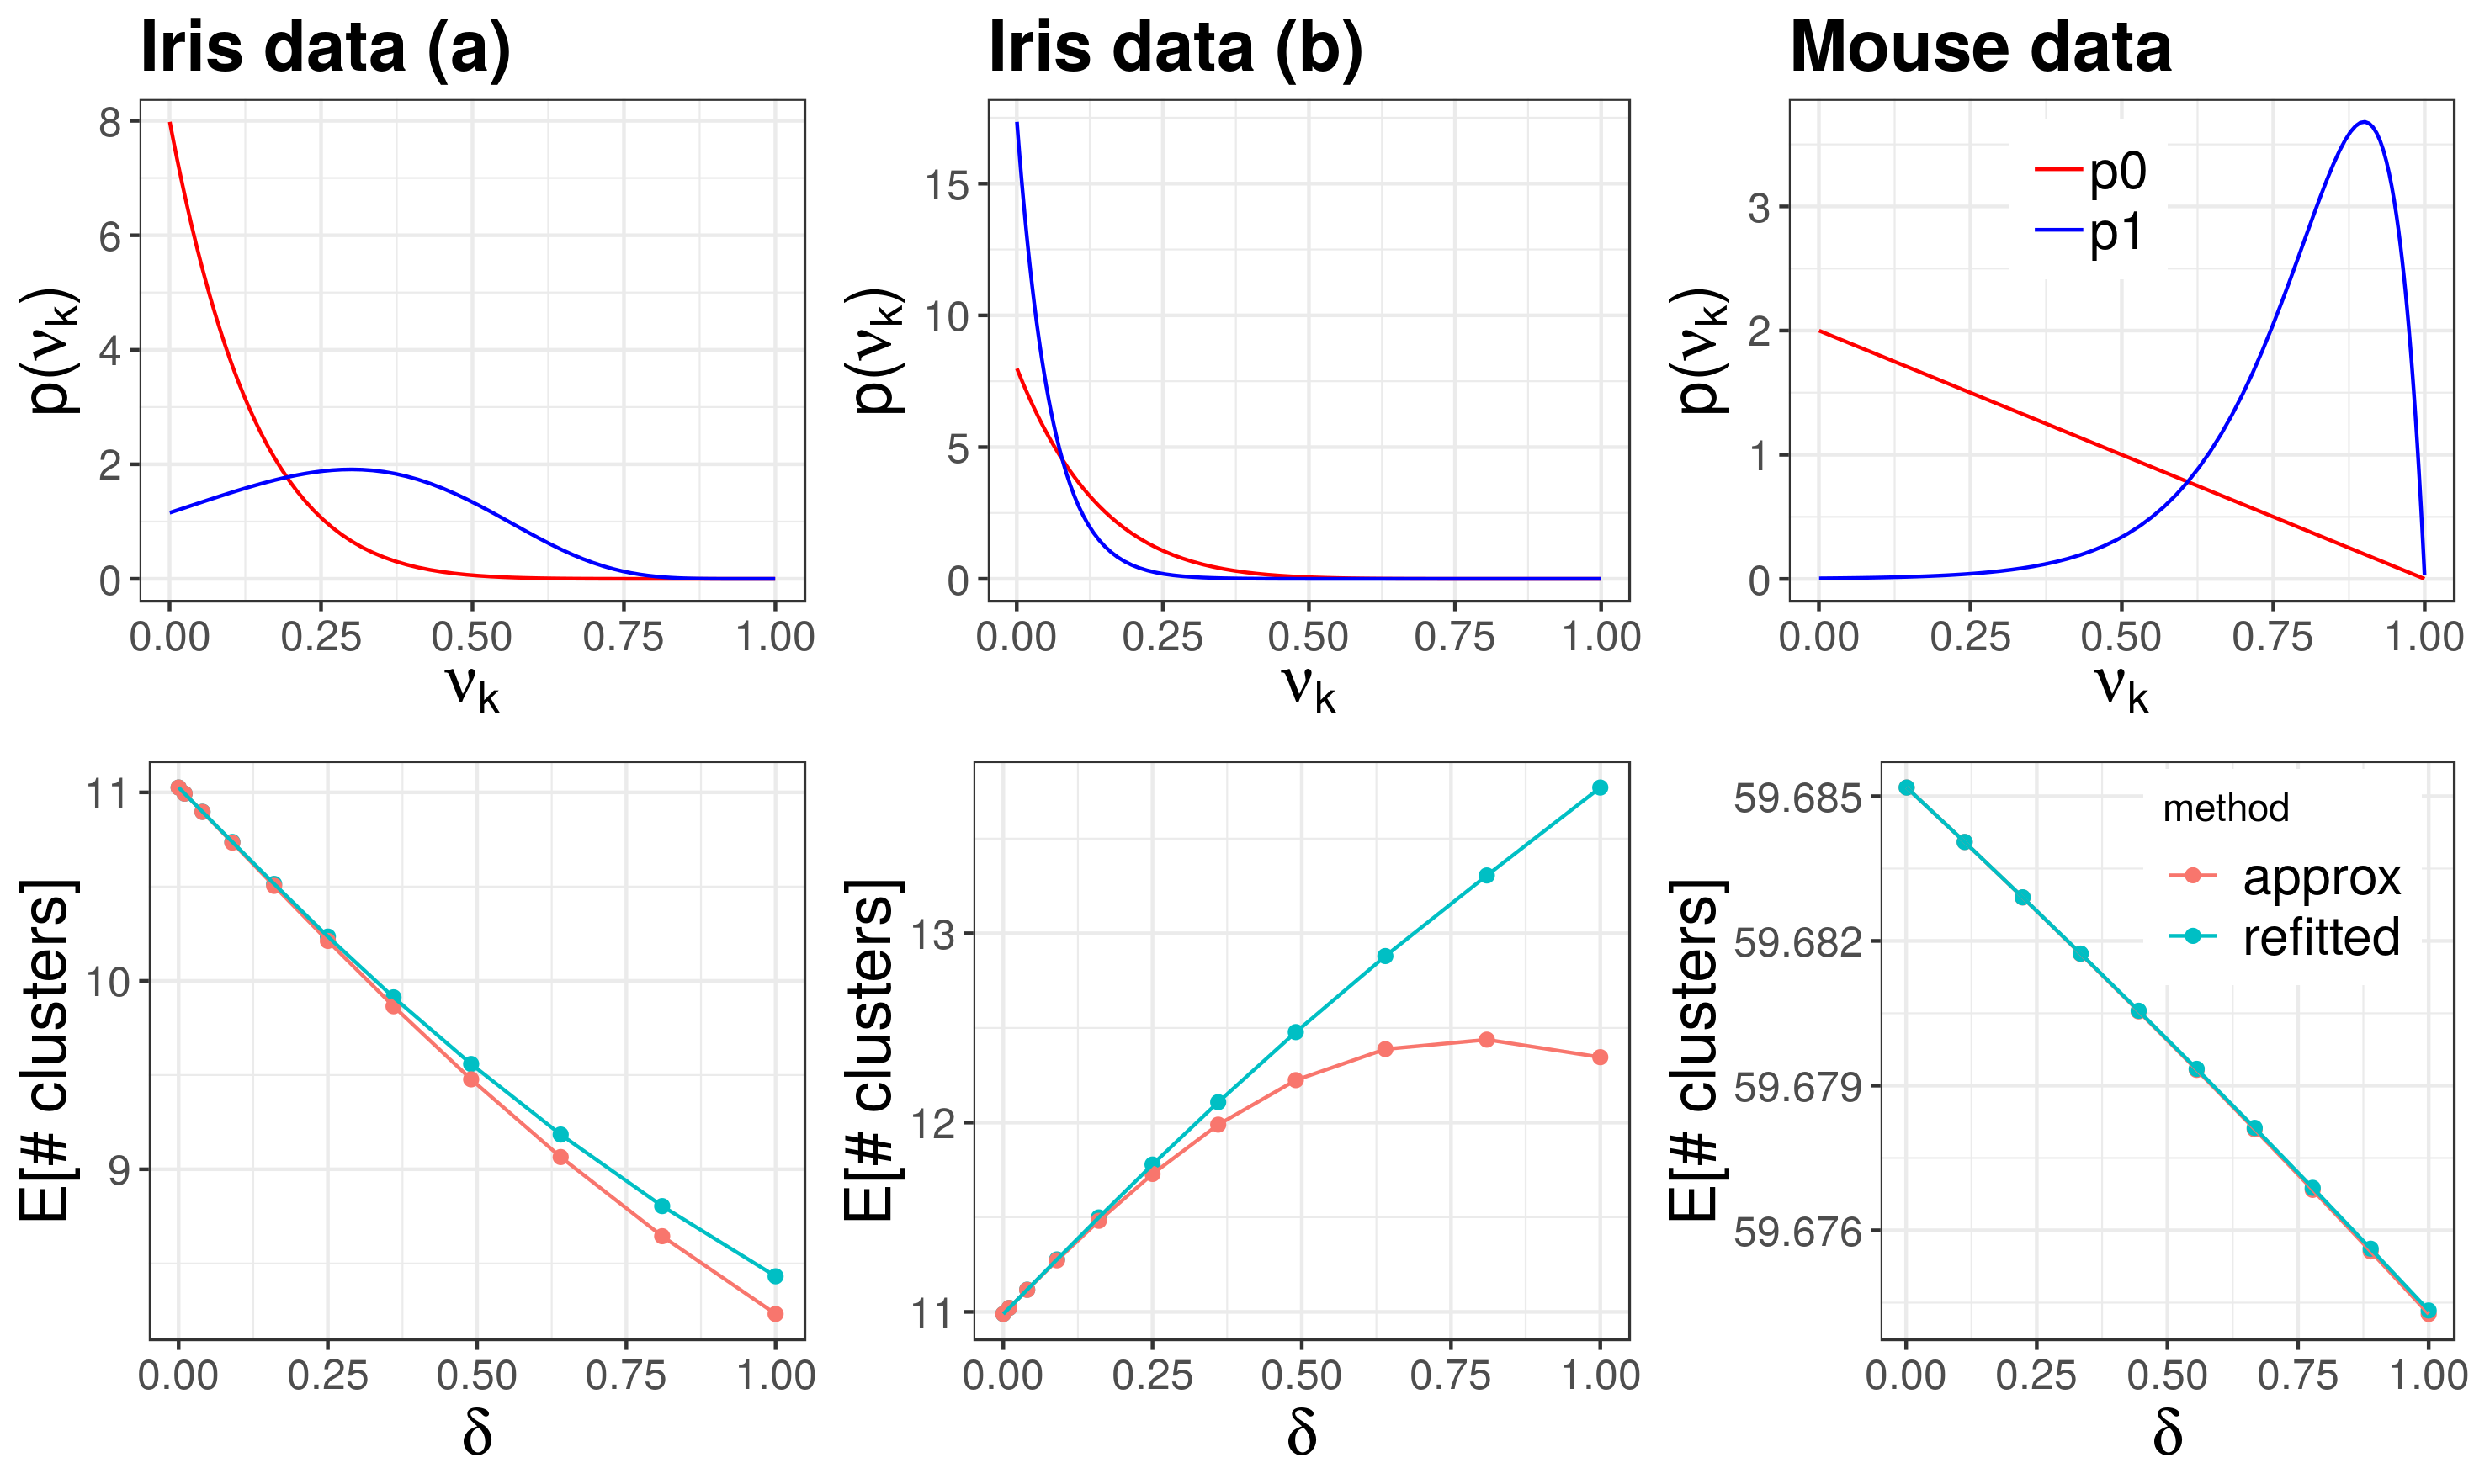 Iris data (a)
Iris data (b)
Mouse data
p(νk)
8
6
4
2
0
0.00 0.25 0.50 0.75 1.00
νk
p(νk)
15
10
5
0
0.00 0.25 0.50 0.75 1.00
νk
p(νk)
3
2
1
0
p0
p1
0.00 0.25 0.50 0.75 1.00
νk
E[# clusters]
11
10
9
0.00 0.25 0.50 0.75 1.00
δ
E[# clusters]
13
12
11
0.00 0.25 0.50 0.75 1.00
δ
E[# clusters]
59.685
59.682
59.679
59.676
method
approx
refitted
0.00 0.25 0.50 0.75 1.00
δ